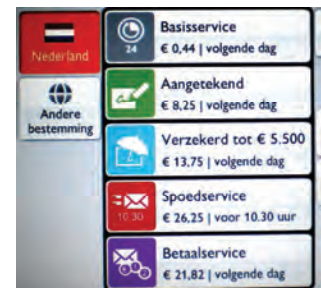 Nederland
Andere
bestemming
24
Basisservice
€ 0,44 | volgende dag
Aangetekend
€ 8,25 | volgende dag
Verzekerd tot € 5.500
€ 13,75 | volgende dag
10.30
Spoedservice
€ 26,25 | voor 10.30 uur
Betaalservice
€ 21,82 | volgende dag